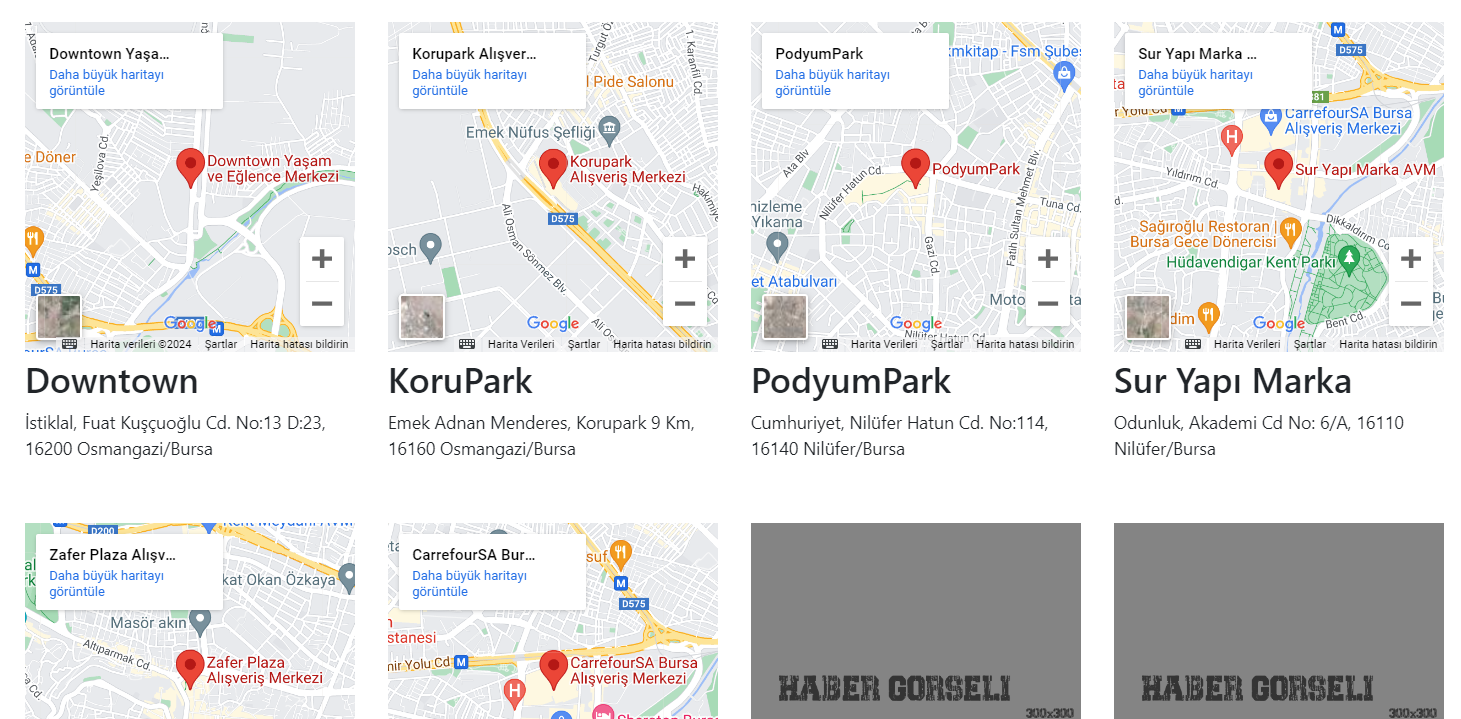 Downtown Yaşa...
Daha büyük haritayı
görüntüle
Yeşilova Cd.
e Döner
Downtown Yaşam
ve Eğlence Merkezi
M
D575
Google
M
Harita verileri ©2024 Şartlar Harita hatası bildirin
Downtown
İstiklal, Fuat Kuşçuoğlu Cd. No:13 D:23,
16200 Osmangazi/Bursa
Korupark Alışver...
Daha büyük haritayı
görüntüle
Turgut
1. Karanfil Cd.
l Pide Salonu
Emek Nüfus Şefliği
Korupark
Alışveriş Merkezi
Hakimiye
D575
Ali Osman Sönmez Blv.
osch
Google
Harita Verileri Şartlar Harita hatası bildirin
KoruPark
Emek Adnan Menderes, Korupark 9 Km,
16160 Osmangazi/Bursa
PodyumPark
Daha büyük haritayı
görüntüle
kmkitap - Fsm Şubes
Ata Blv
Nilüfer Hatun Cd.
PodyumPark
Fatih Sultan Mehmet Blv.
Tuna Cd.
nizleme
Yıkama
Gazi Cd.
et Atabulvarı
Moto
Google
Nilüfer Hatun Cd.
Harita Verileri Şartlar Harita hatası bildirin
PodyumPark
Cumhuriyet, Nilüfer Hatun Cd. No:114,
16140 Nilüfer/Bursa
Sur Yapı Marka ...
Daha büyük haritayı
görüntüle
M
D575
81
CarrefourSA Bursa
Alışveriş Merkezi
H
Yıldırım Cd.
Sur Yapı Marka AVM
Sağıroğlu Restoran |
Bursa Gece Dönercisi
Dikkaldırım Cd.
Hüdavendigar Kent Parkı
dim
Google
Bent Cd.
Harita Verileri Şartlar Harita hatası bildirin
Sur Yapı Marka
Odunluk, Akademi Cd No: 6/A, 16110
Nilüfer/Bursa
D200
Kent Meydanı AVM
Zafer Plaza Alışv...
Daha büyük haritayı
görüntüle
kat Okan Özkaya
Masör akın
Altıparmak Cd.
Zafer Plaza
Alışveriş Merkezi
CarrefourSA Bur...
Daha büyük haritayı
görüntüle
suf
M
D575
stanesi
mir Yolu Cd.
M
CarrefourSA Bursa
Alışveriş Merkezi
H
Sheraton Bursa
HABER GORSELI
300x300
HABER GORSELI
300x300